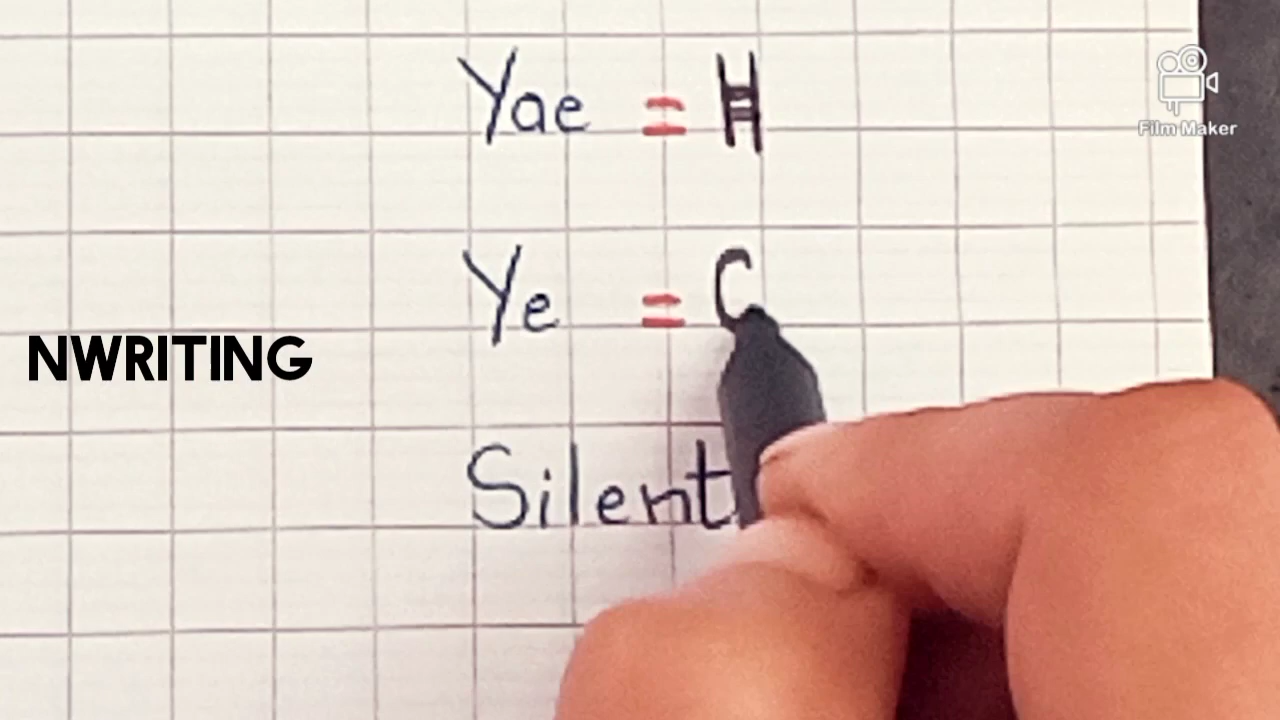 Yae = H
Film Maker
Ye = C
NWRITING
Silent